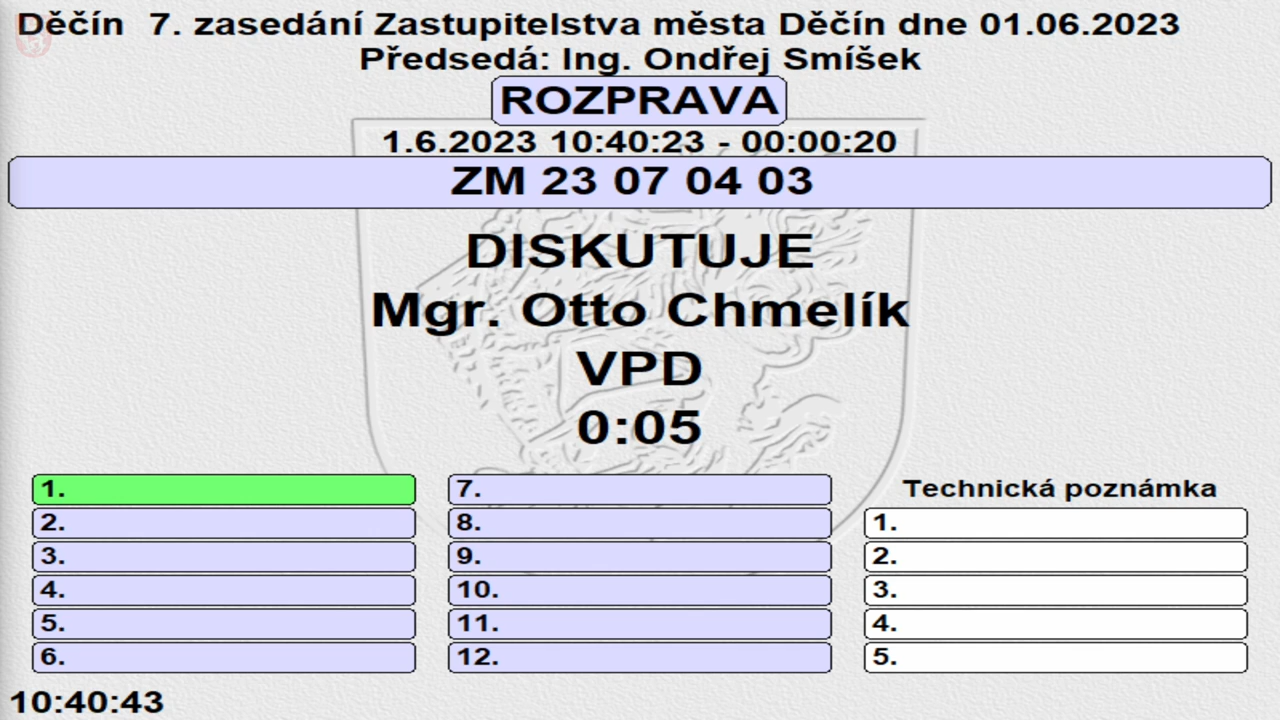 Děčín 7. zasedání Zastupitelstva města Děčín dne 01.06.2023
Předsedá: Ing. Ondřej Smíšek
ROZPRAVA
1.6.2023 10:40:23 - 00:00:20
ZM 23 07 04 03
DISKUTUJE
Mgr. Otto Chmelík
VPD
0:05
1.
2.
3.
4.
5.
6.
7.
8.
9.
10.
11.
12.
Technická poznámka
1.
2.
3.
4.
5.
10:40:43